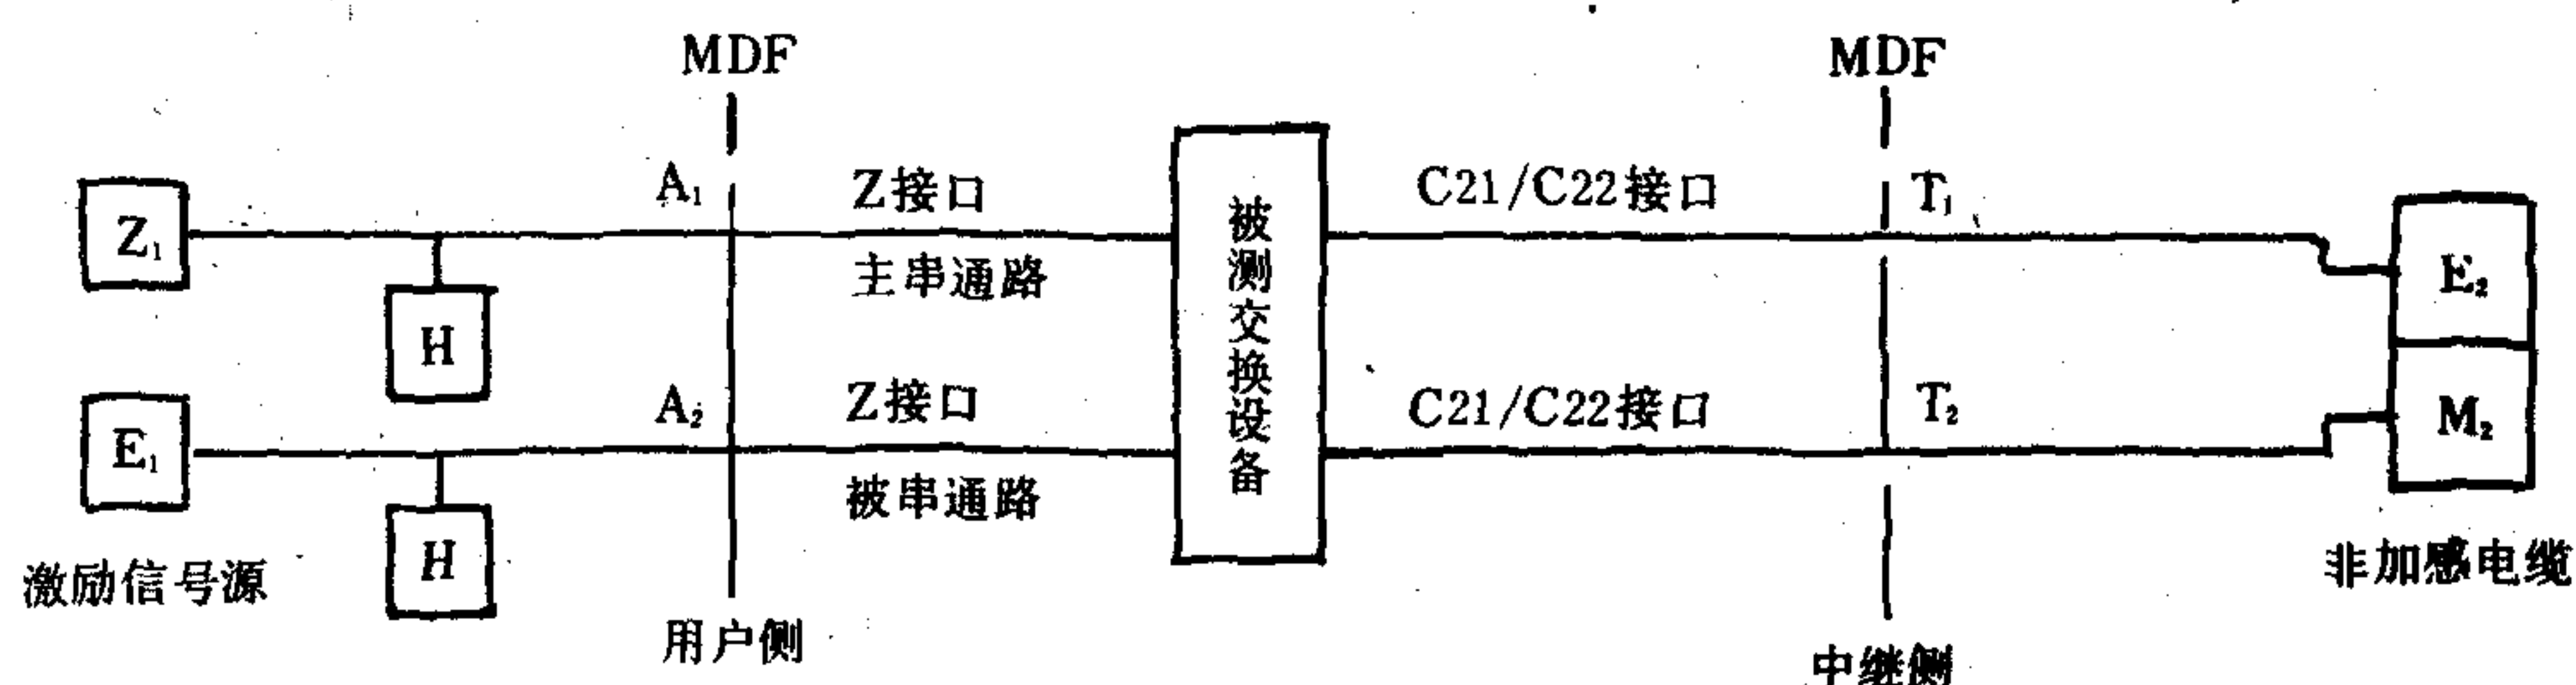 MDF
MDF
Z₁
A₁
Z接口
C21/C22接口
T₁
主串通路
H
被测交换设备
E₂
E₁
A₂
Z接口
C21/C22接口
T₂
M₂
被串通路
H
激励信号源
非加感电缆
用户侧
中继侧